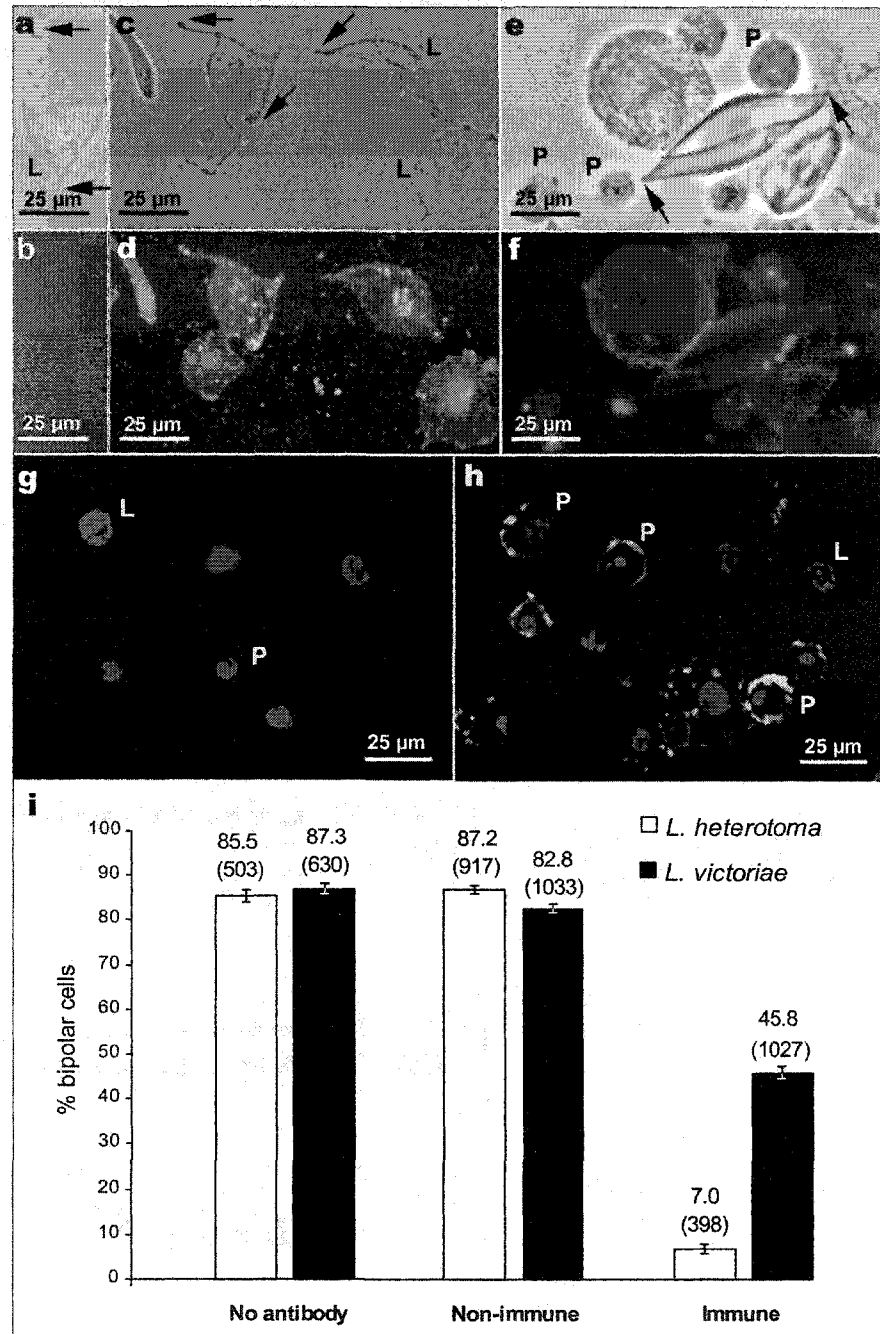 a
L
25 µm
c
L
L
25 µm
e
P
P
P
25 µm
b
25 µm
d
25 µm
f
25 µm
g
L
P
25 µm
h
P
P
L
P
25 µm
i
% bipolar cells
100
90
80
70
60
50
40
30
20
10
0
85.5
(503)
87.3
(630)
87.2
(917)
82.8
(1033)
7.0
(398)
45.8
(1027)
L. heterotoma
L. victoriae
No antibody
Non-immune
Immune